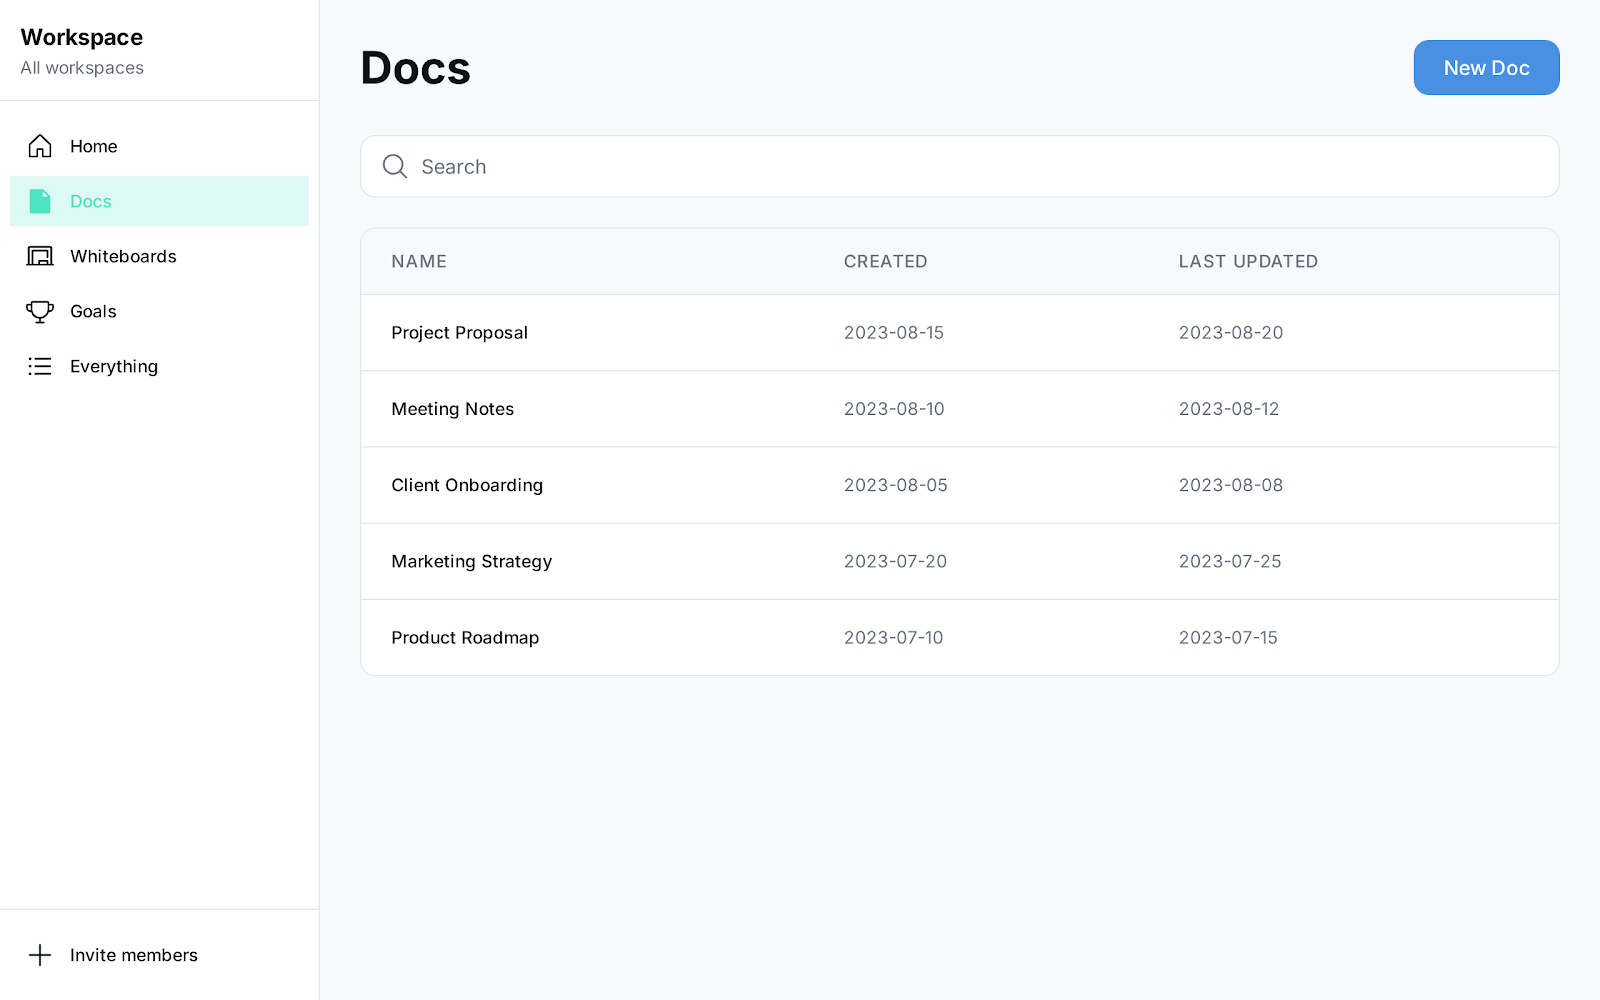 Workspace
All workspaces
Home
Docs
Whiteboards
Goals
Everything
Invite members
Docs
New Doc
Search
NAME CREATED LAST UPDATED
Project Proposal 2023-08-15 2023-08-20
Meeting Notes 2023-08-10 2023-08-12
Client Onboarding 2023-08-05 2023-08-08
Marketing Strategy 2023-07-20 2023-07-25
Product Roadmap 2023-07-10 2023-07-15